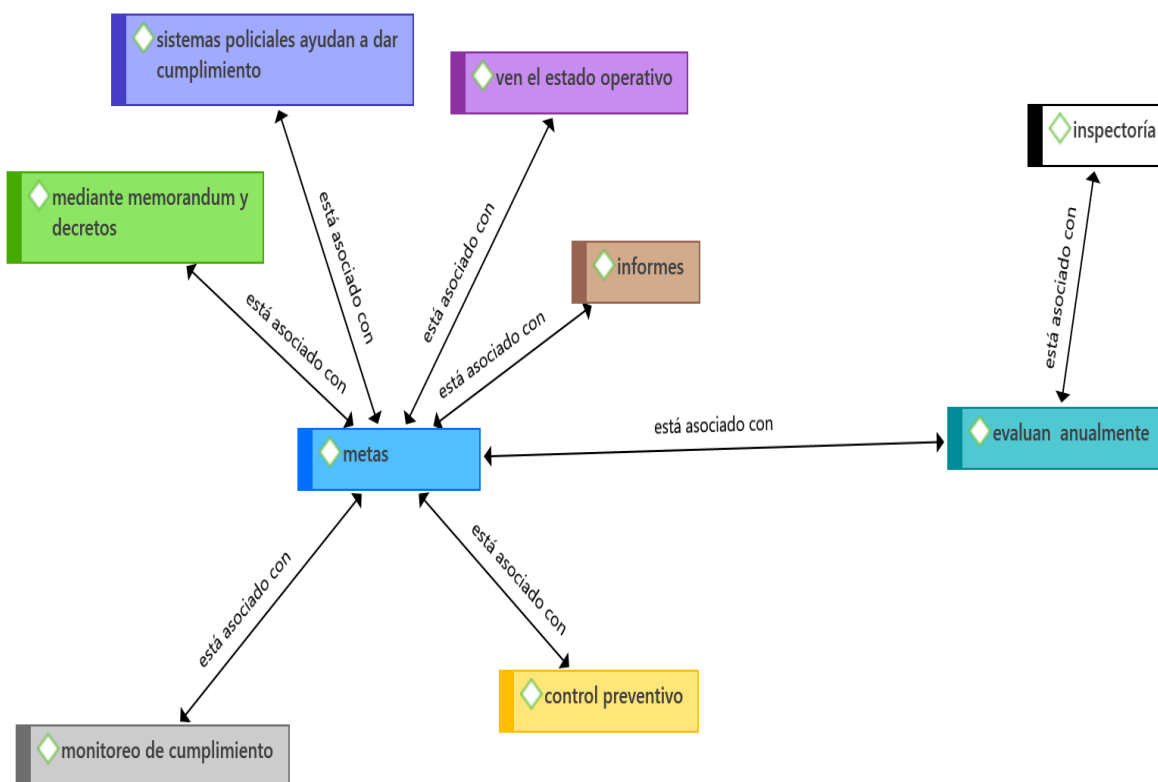 sistemas policiales ayudan a dar
cumplimiento
ven el estado operativo
inspectoría
está asociado con
mediante memorandum y
decretos
está asociado con
está asociado con
está asociado con
informes
está asociado con
está asociado con
metas
está asociado con
evaluan anualmente
está asociado con
está asociado con
control preventivo
monitoreo de cumplimiento